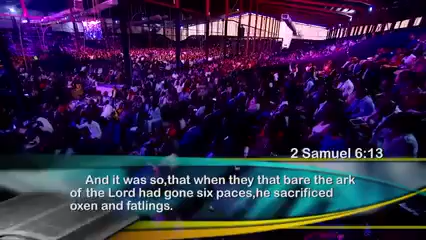 2 Samuel 6:13
And it was so,that when they that bare the ark
of the Lord had gone six paces,he sacrificed
oxen and fatlings.